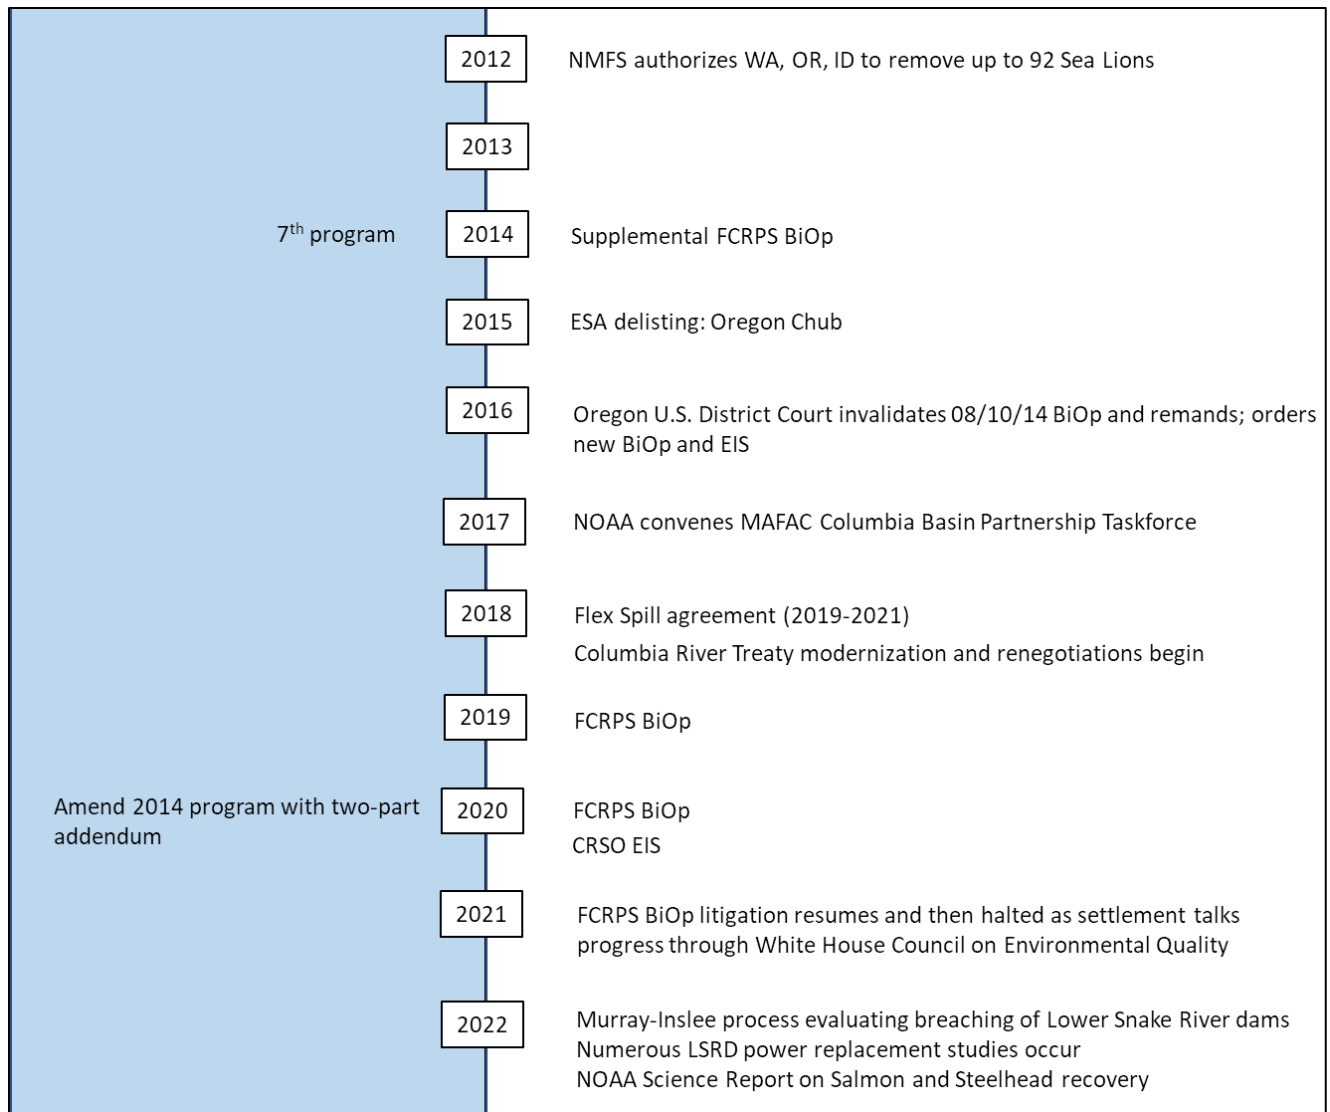 2012
NMFS authorizes WA, OR, ID to remove up to 92 Sea Lions
2013
7th program
2014
Supplemental FCRPS BiOp
2015
ESA delisting: Oregon Chub
2016
Oregon U.S. District Court invalidates 08/10/14 BiOp and remands; orders
new BiOp and EIS
2017
NOAA convenes MAFAC Columbia Basin Partnership Taskforce
2018
Flex Spill agreement (2019-2021)
Columbia River Treaty modernization and renegotiations begin
2019
FCRPS BiOp
Amend 2014 program with two-part
addendum
2020
FCRPS BiOp
CRSO EIS
2021
FCRPS BiOp litigation resumes and then halted as settlement talks
progress through White House Council on Environmental Quality
2022
Murray-Inslee process evaluating breaching of Lower Snake River dams
Numerous LSRD power replacement studies occur
NOAA Science Report on Salmon and Steelhead recovery